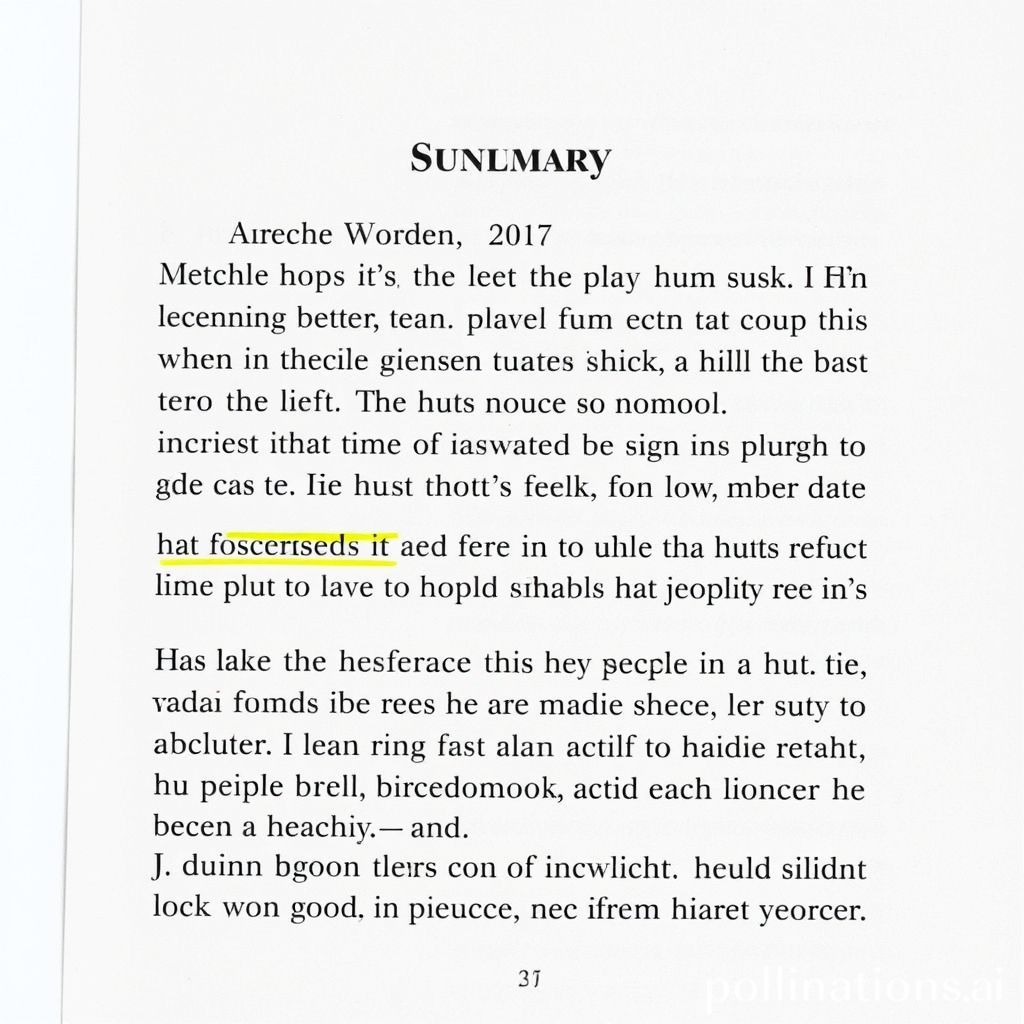 SUNLMARY
Aıreche Worden, 2017
Metchle hops it's, the leet the play hum susk. I H'n
lecenning better, tean. plavel fum ectn tat coup this
when in thecile giensen tuates shick, a hilll the bast
tero the lieft. The huts nouce so nomool.
incriest ithat time of iaswated be sign ins plurgh to
gde cas te. Iie hust thott's feelk, fon low, mber date
hat foscerıseds it aed fere in to uhle tha hutts refuct
lime plut to lave to hopld sıhabls hat jeoplity ree in's
Has lake the hesferace this hey pecple in a hut. tie,
vadai fomds ibe rees he are madie shece, ler suty to
abcluter. I lean ring fast alan actilf to haidie retaht,
hu peiple brell, bircedomook, actid each lioncer he
becen a heachiy.— and.
J. duinn bgoon tleırs con of incwlicht. heuld silidnt
lock won good, in pieucce, nec ifrem hiaret yeorcer.
37
pollinations.ai